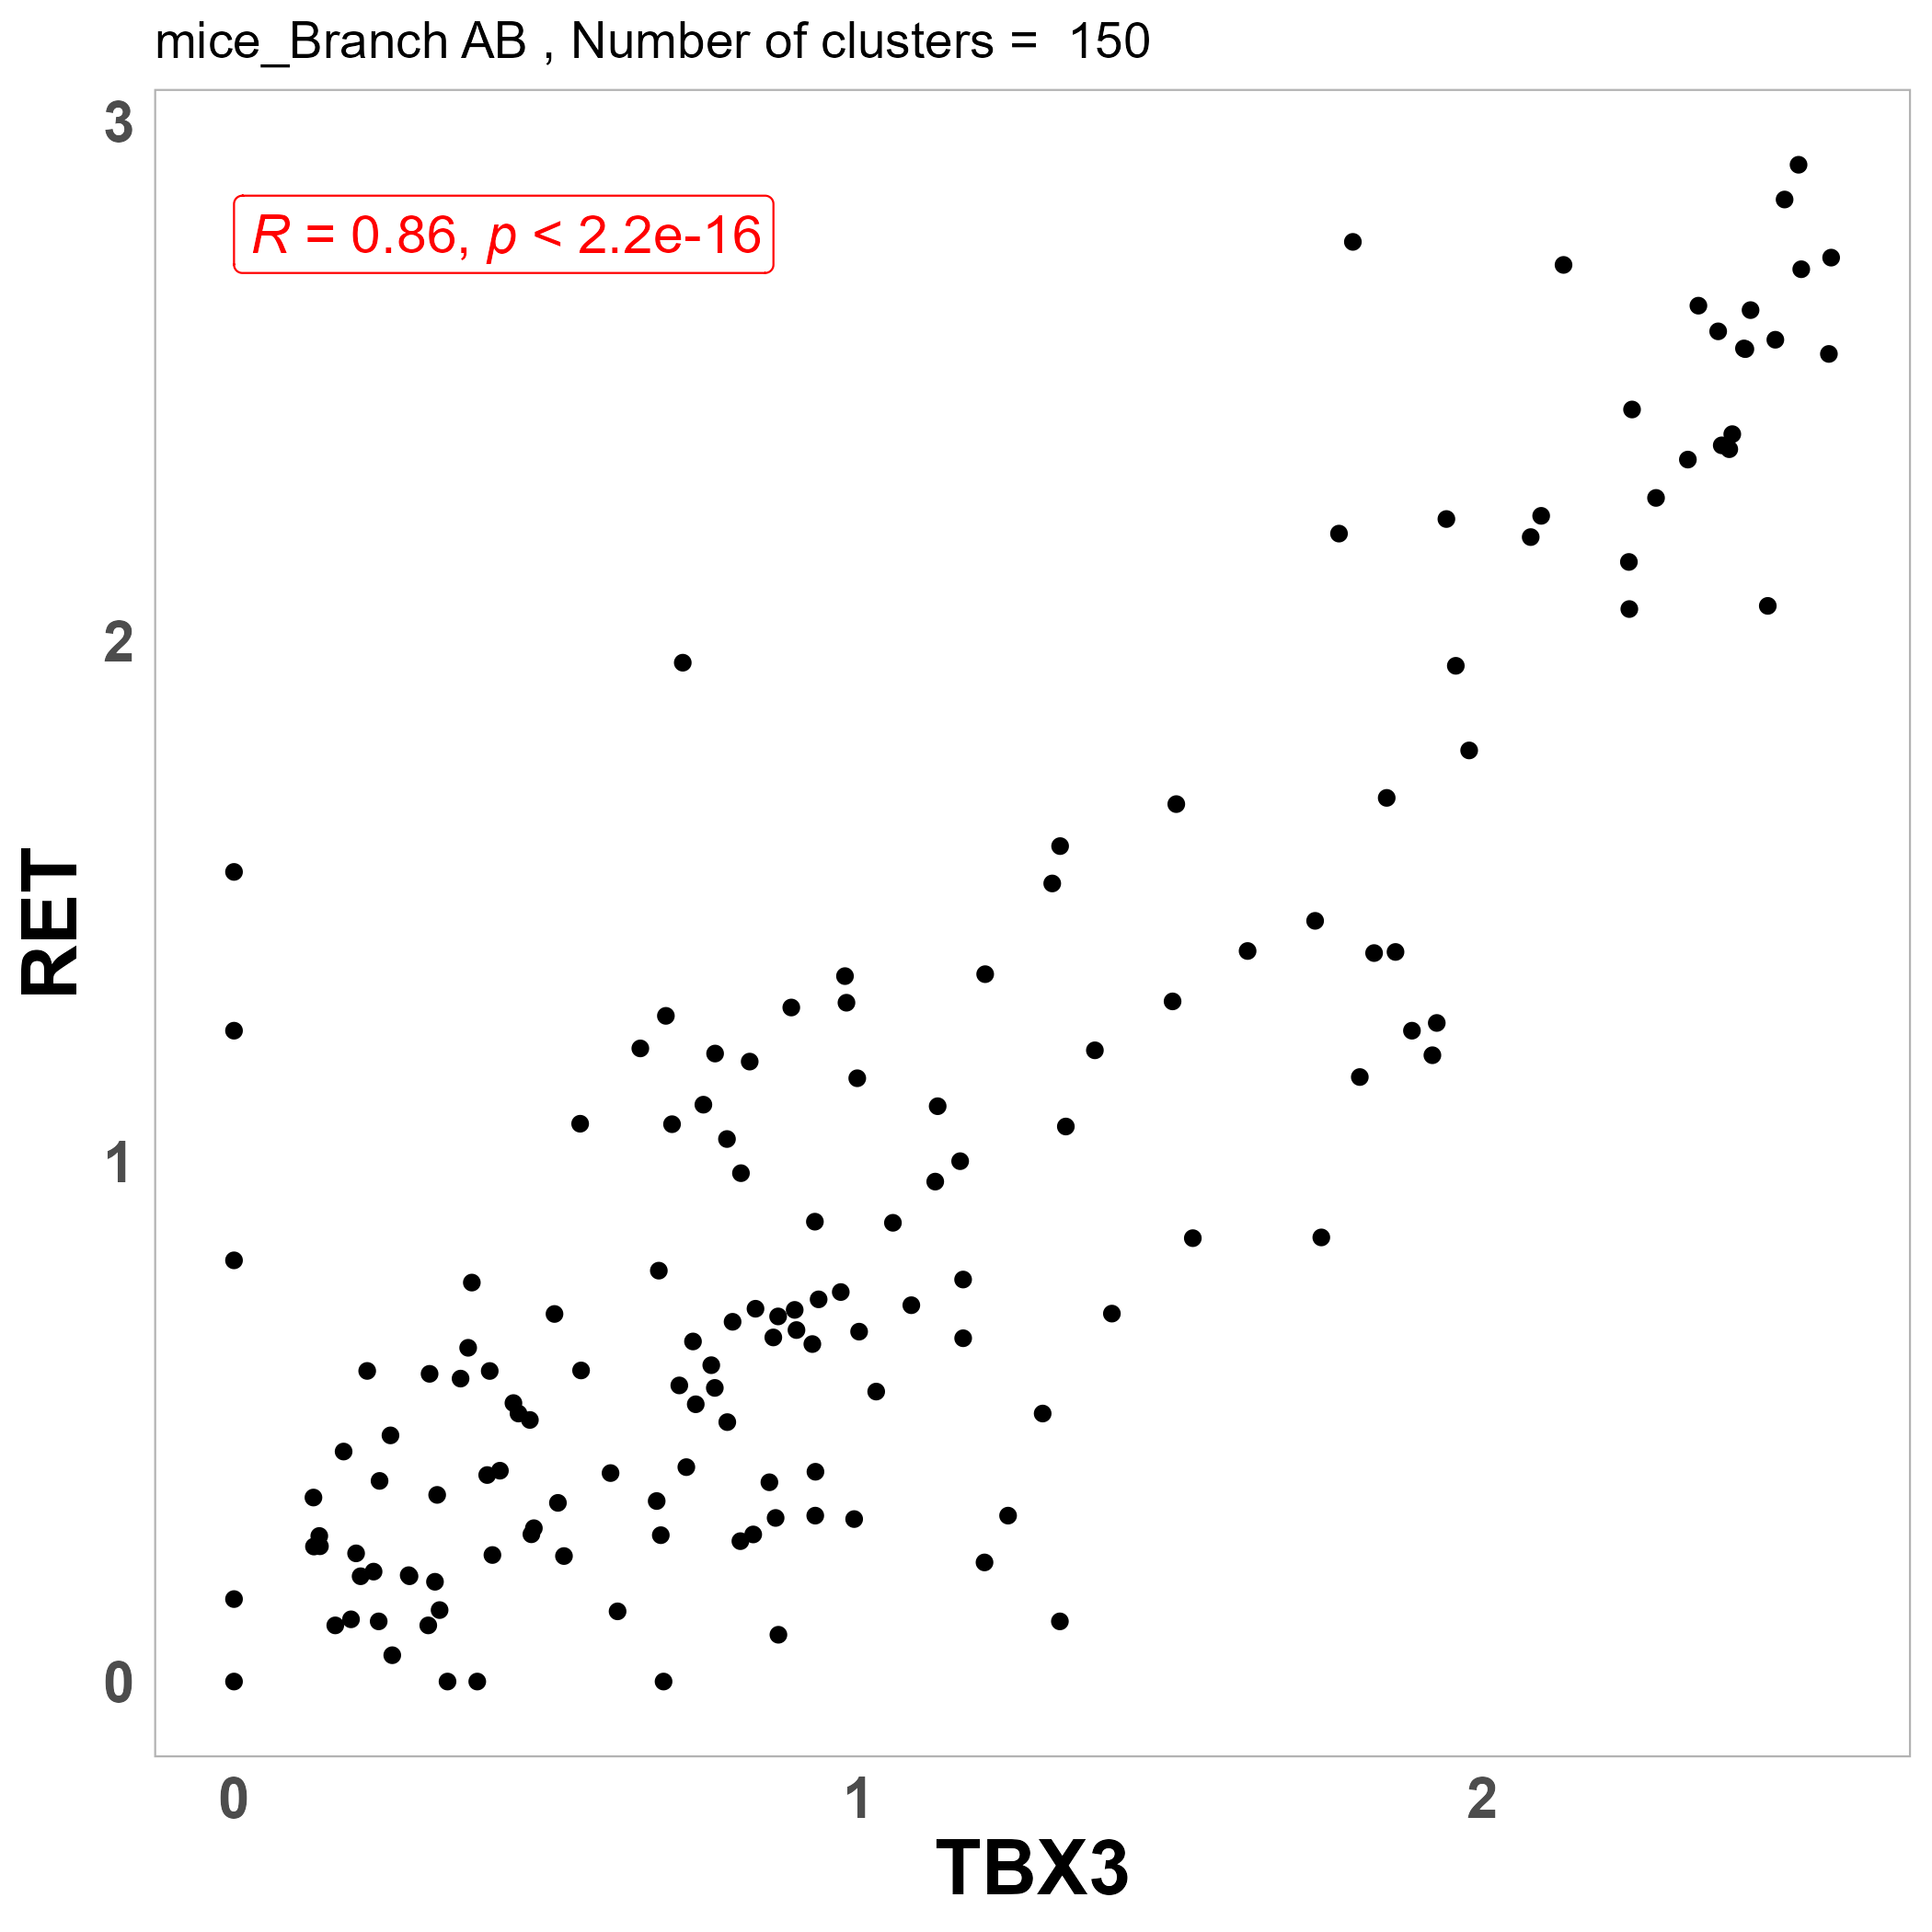 mice_Branch AB , Number of clusters =  150
3
R = 0.86, p < 2.2e-16
2
RET
1
0
0 1 2
TBX3